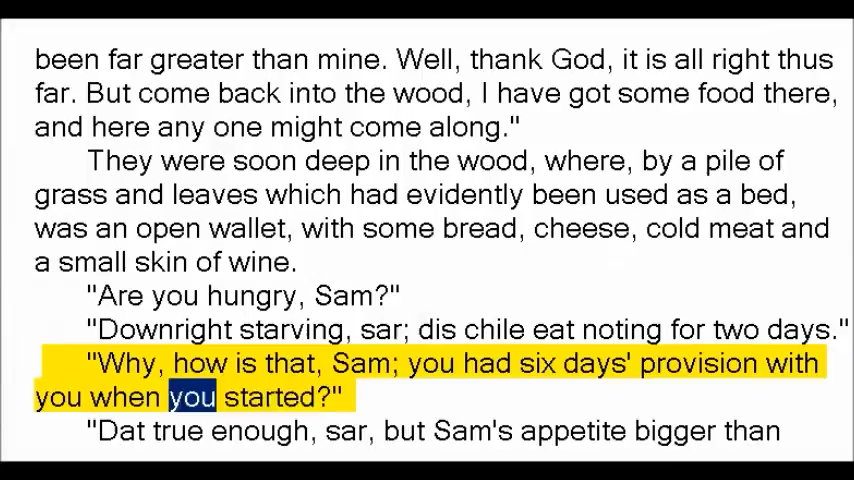 been far greater than mine. Well, thank God, it is all right thus
far. But come back into the wood, I have got some food there,
and here any one might come along."
They were soon deep in the wood, where, by a pile of
grass and leaves which had evidently been used as a bed,
was an open wallet, with some bread, cheese, cold meat and
a small skin of wine.
"Are you hungry, Sam?"
"Downright starving, sar; dis chile eat noting for two days."
"Why, how is that, Sam; you had six days' provision with
you when you started?"
"Dat true enough, sar, but Sam's appetite bigger than